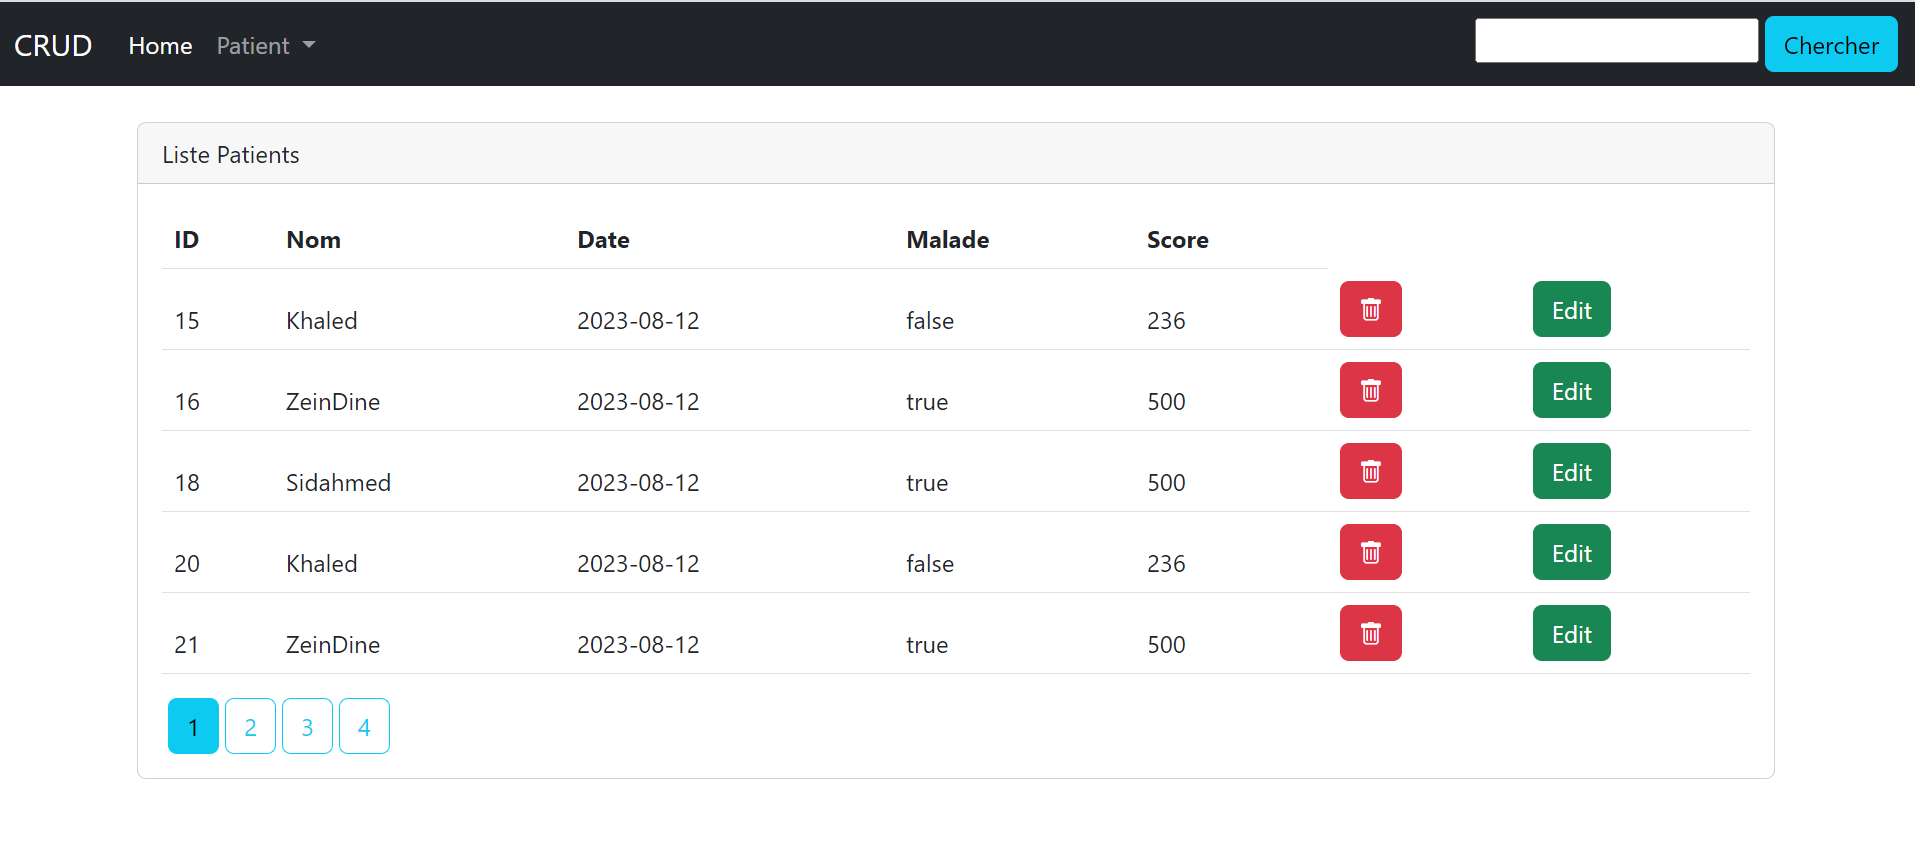 CRUD Home Patient Chercher
Liste Patients
ID Nom Date Malade Score
15 Khaled 2023-08-12 false 236 Edit
16 ZeinDine 2023-08-12 true 500 Edit
18 Sidahmed 2023-08-12 true 500 Edit
20 Khaled 2023-08-12 false 236 Edit
21 ZeinDine 2023-08-12 true 500 Edit
1 2 3 4